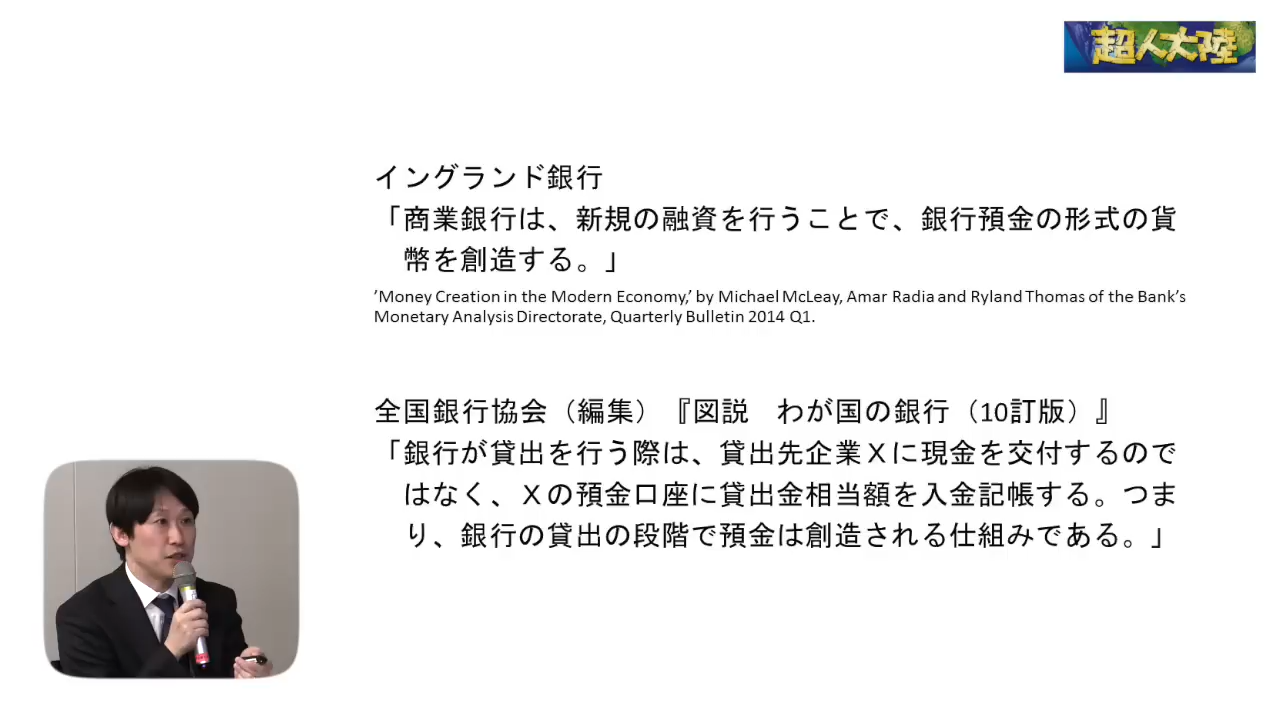 超人大陸
イングランド銀行
「商業銀行は、新規の融資を行うことで、銀行預金の形式の貨
幣を創造する。」
’Money Creation in the Modern Economy,’ by Michael McLeay, Amar Radia and Ryland Thomas of the Bank’s
Monetary Analysis Directorate, Quarterly Bulletin 2014 Q1.
全国銀行協会（編集）『図説　わが国の銀行（10訂版）』
「銀行が貸出を行う際は、貸出先企業Ｘに現金を交付するので
はなく、Ｘの預金口座に貸出金相当額を入金記帳する。つま
り、銀行の貸出の段階で預金は創造される仕組みである。」